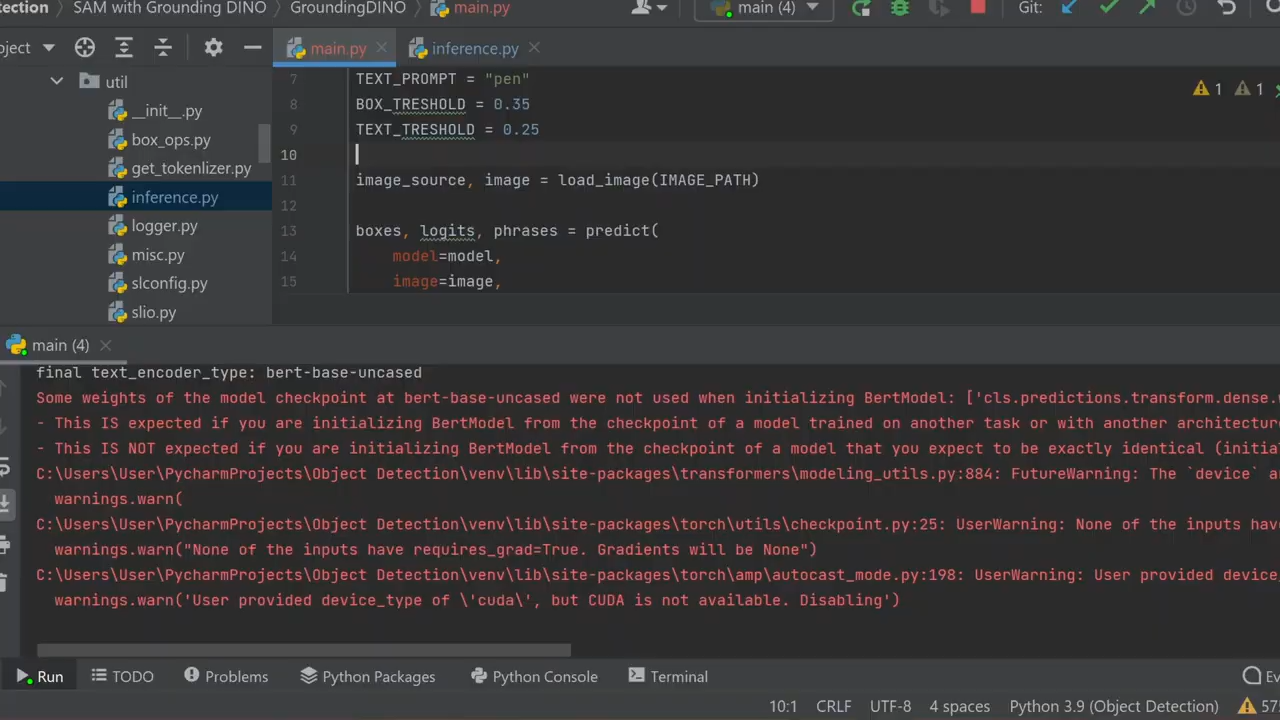 tection SAM with Grounding DINO GroundingDINO main.py main (4) Git:
ject main.py inference.py
util
__init__.py
box_ops.py
get_tokenlizer.py
inference.py
logger.py
misc.py
slconfig.py
slio.py
7 TEXT_PROMPT = "pen"
8 BOX_TRESHOLD = 0.35
9 TEXT_TRESHOLD = 0.25
10
11 image_source, image = load_image(IMAGE_PATH)
12
13 boxes, logits, phrases = predict(
14 model=model,
15 image=image,
1 1
main (4)
final text_encoder_type: bert-base-uncased
Some weights of the model checkpoint at bert-base-uncased were not used when initializing BertModel: ['cls.predictions.transform.dense.w
- This IS expected if you are initializing BertModel from the checkpoint of a model trained on another task or with another architecture
- This IS NOT expected if you are initializing BertModel from the checkpoint of a model that you expect to be exactly identical (initia
C:\Users\User\PycharmProjects\Object Detection\venv\lib\site-packages\transformers\modeling_utils.py:884: FutureWarning: The `device` a
warnings.warn(
C:\Users\User\PycharmProjects\Object Detection\venv\lib\site-packages\torch\utils\checkpoint.py:25: UserWarning: None of the inputs have
warnings.warn("None of the inputs have requires_grad=True. Gradients will be None")
C:\Users\User\PycharmProjects\Object Detection\venv\lib\site-packages\torch\amp\autocast_mode.py:198: UserWarning: User provided device_
warnings.warn('User provided device_type of \'cuda\', but CUDA is not available. Disabling')
Run TODO Problems Python Packages Python Console Terminal Ev
10:1 CRLF UTF-8 4 spaces Python 3.9 (Object Detection) 57